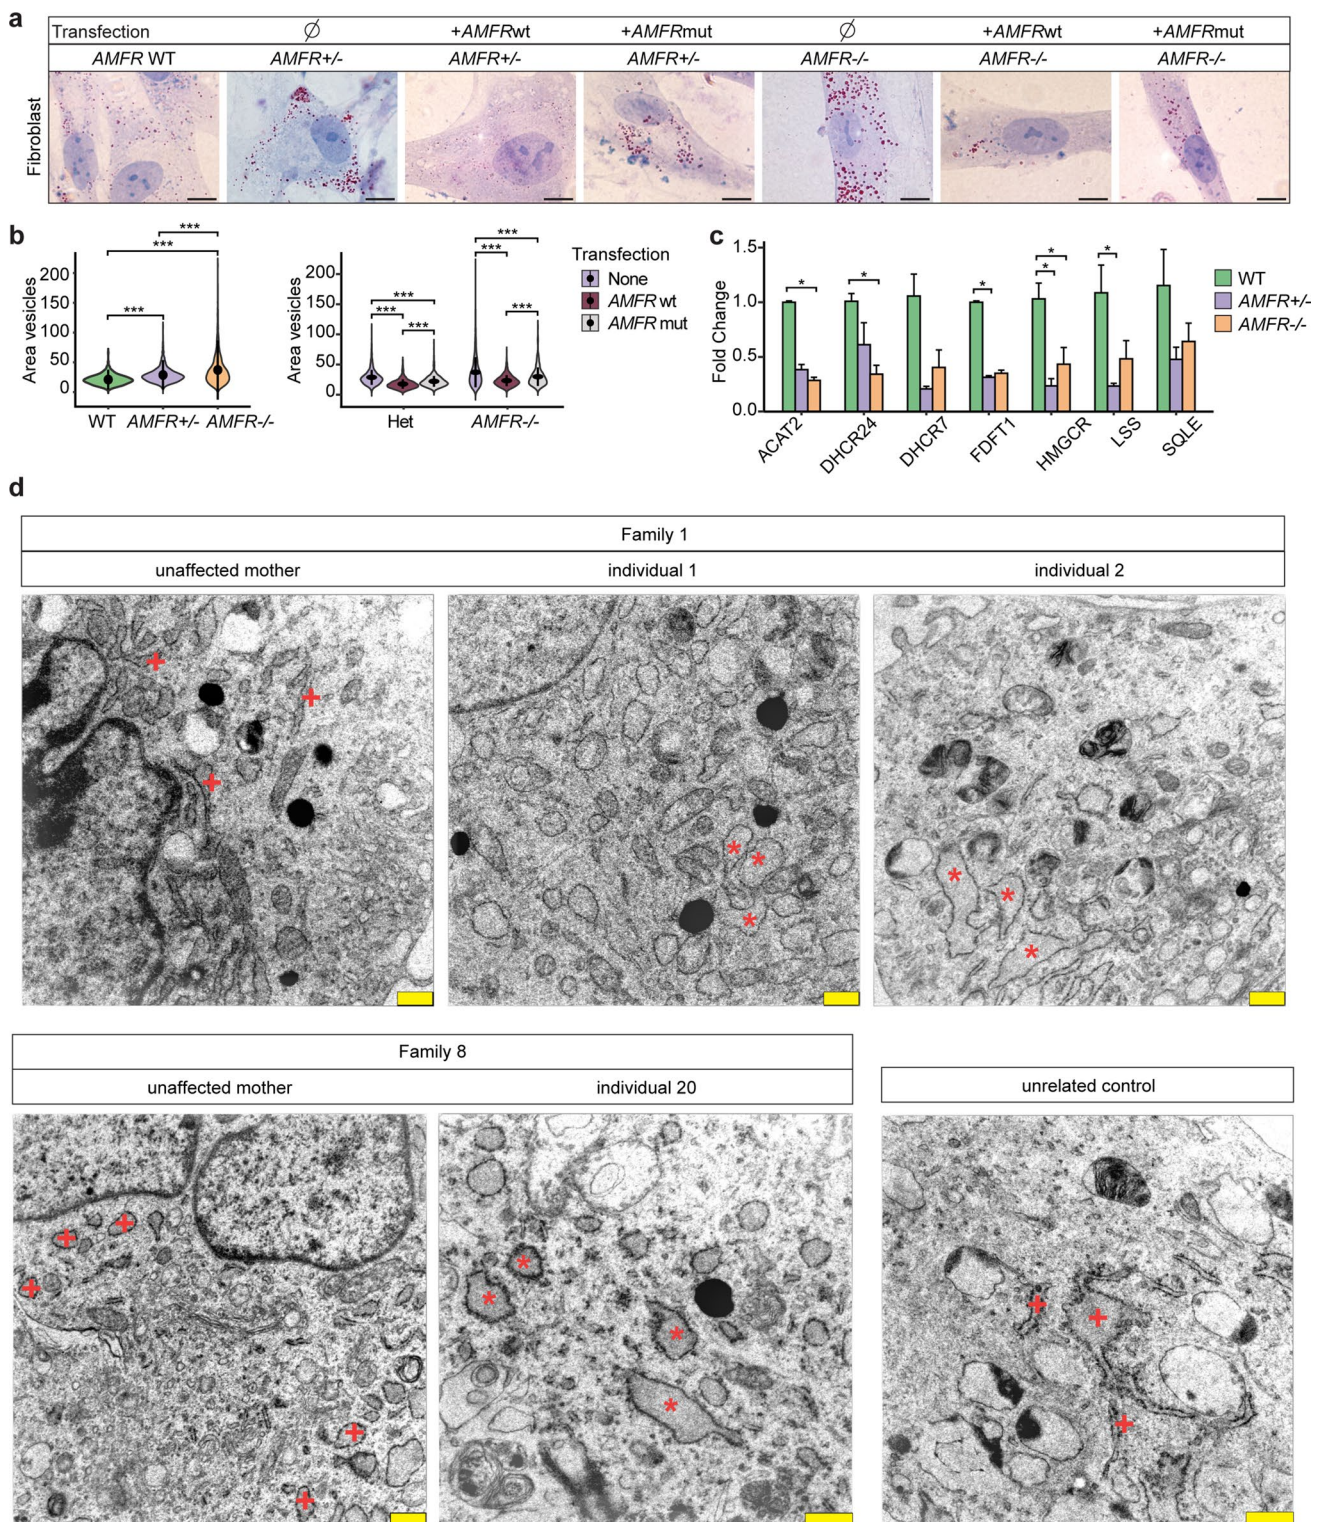 a
Transfection ∅ +AMFRwt +AMFRmut ∅ +AMFRwt +AMFRmut
AMFR WT AMFR+/- AMFR+/- AMFR+/- AMFR-/- AMFR-/- AMFR-/-
Fibroblast
b
Area vesicles
200
150
100
50
0
***
***
***
WT AMFR+/- AMFR-/-
Area vesicles
200
150
100
50
0
***
***
***
***
***
***
Het AMFR-/-
Transfection
None
AMFR wt
AMFR mut
c
Fold Change
1.5
1.0
0.5
0.0
*
*
*
*
*
*
ACAT2
DHCR24
DHCR7
FDFT1
HMGCR
LSS
SQLE
WT
AMFR+/-
AMFR-/-
d
Family 1
unaffected mother individual 1 individual 2
+
+
+
*
*
*
*
*
*
Family 8
unaffected mother individual 20
unrelated control
+
+
+
+
+
*
*
*
*
+
+
+